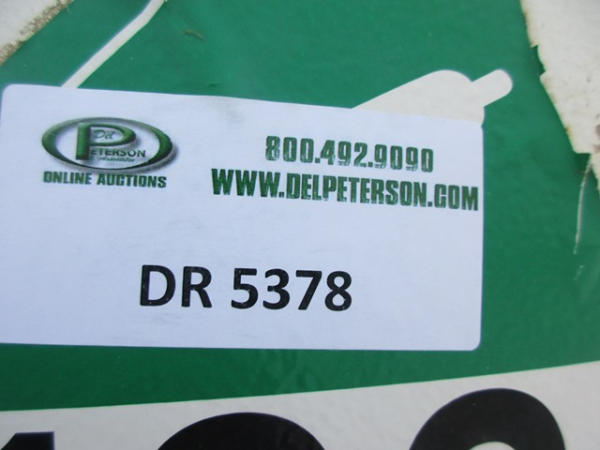 Del
PETERSON
ONLINE AUCTIONS
800.492.9090
WWW.DELPETERSON.COM
DR 5378